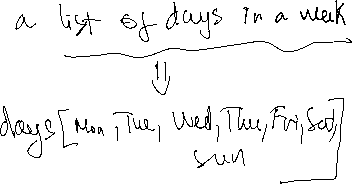 a list of days in a week
days [Mon, Tue, Wed, Thu, Fri, Sat,
sun]